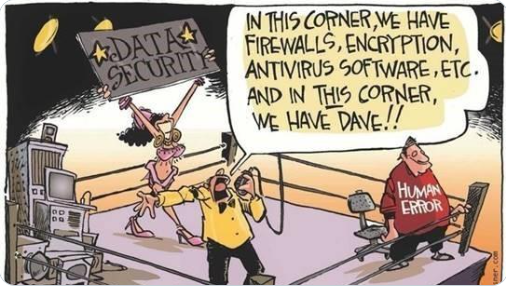 IN THIS CORNER, WE HAVE
FIREWALLS, ENCRYPTION,
ANTIVIRUS SOFTWARE, ETC.
AND IN THIS CORNER,
WE HAVE DAVE!!
DATA
SECURITY
HUMAN
ERROR